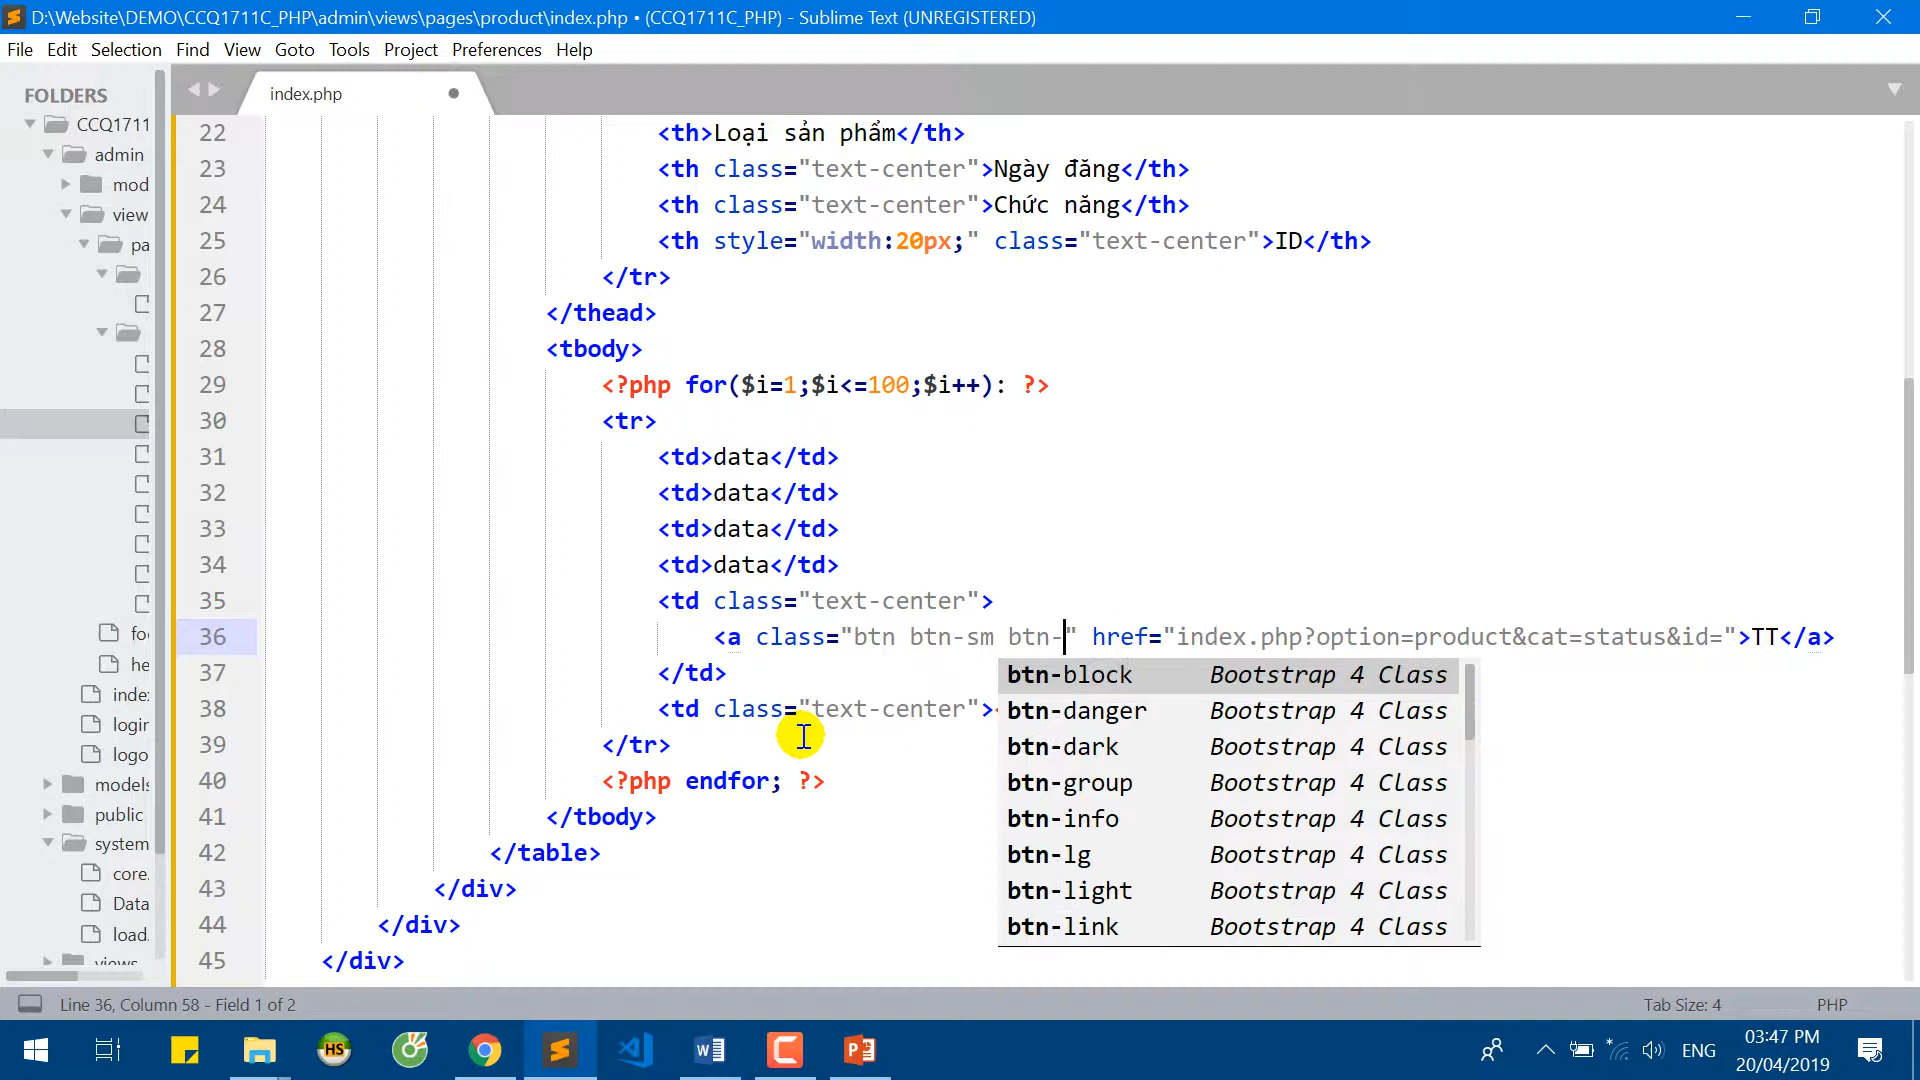 D:\Website\DEMO\CCQ1711C_PHP\admin\views\pages\product\index.php • (CCQ1711C_PHP) - Sublime Text (UNREGISTERED)
File Edit Selection Find View Goto Tools Project Preferences Help
FOLDERS
CCQ1711
admin
mod
view
pa
foo
he
index
login
logo
models
public
system
core.
Data
load.
views
index.php
22 <th>Loại sản phẩm</th>
23 <th class="text-center">Ngày đăng</th>
24 <th class="text-center">Chức năng</th>
25 <th style="width:20px;" class="text-center">ID</th>
26 </tr>
27 </thead>
28 <tbody>
29 <?php for($i=1;$i<=100;$i++): ?>
30 <tr>
31 <td>data</td>
32 <td>data</td>
33 <td>data</td>
34 <td>data</td>
35 <td class="text-center">
36 <a class="btn btn-sm btn-" href="index.php?option=product&cat=status&id=">TT</a>
37 </td>
38 <td class="text-center">
39 </tr>
40 <?php endfor; ?>
41 </tbody>
42 </table>
43 </div>
44 </div>
45 </div>
btn-block Bootstrap 4 Class
btn-danger Bootstrap 4 Class
btn-dark Bootstrap 4 Class
btn-group Bootstrap 4 Class
btn-info Bootstrap 4 Class
btn-lg Bootstrap 4 Class
btn-light Bootstrap 4 Class
btn-link Bootstrap 4 Class
Line 36, Column 58 - Field 1 of 2
Tab Size: 4
PHP
HS
ENG
03:47 PM
20/04/2019